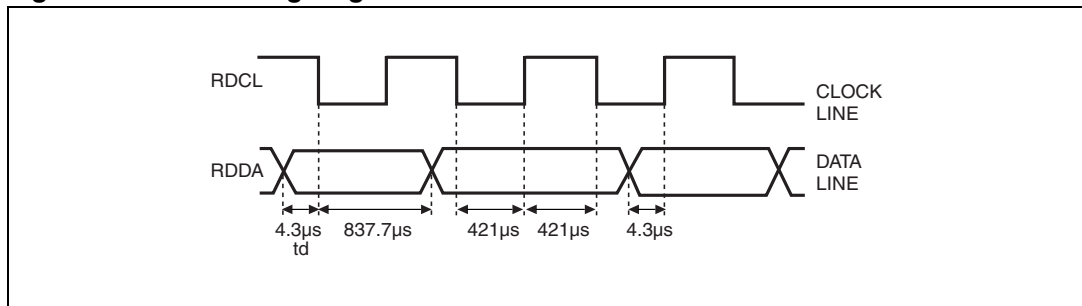 RDCL
CLOCK
LINE
RDDA
DATA
LINE
4.3µs
td
837.7µs
421µs
421µs
4.3µs